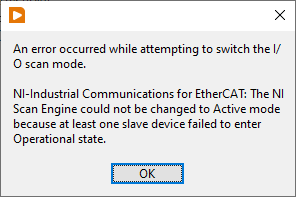 An error occurred while attempting to switch the I/
O scan mode.
NI-Industrial Communications for EtherCAT: The NI
Scan Engine could not be changed to Active mode
because at least one slave device failed to enter
Operational state.
OK